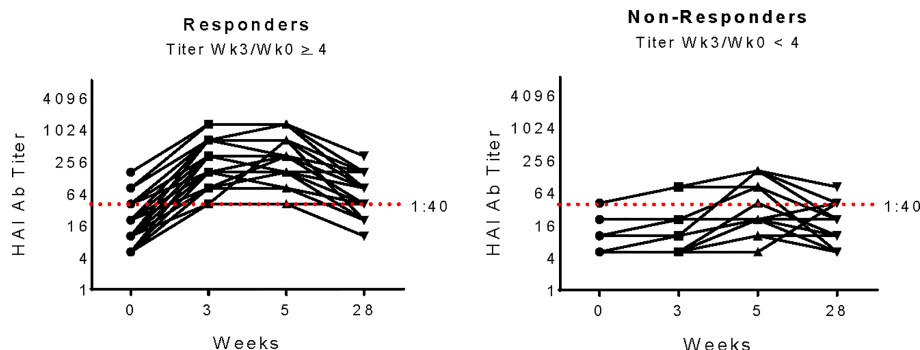 Responders
Titer Wk3/Wk0 ≥ 4
HAI Ab Titer
4096
1024
256
64
16
4
1
1:40
0 3 5 28
Weeks
Non-Responders
Titer Wk3/Wk0 < 4
HAI Ab Titer
4096
1024
256
64
16
4
1
1:40
0 3 5 28
Weeks